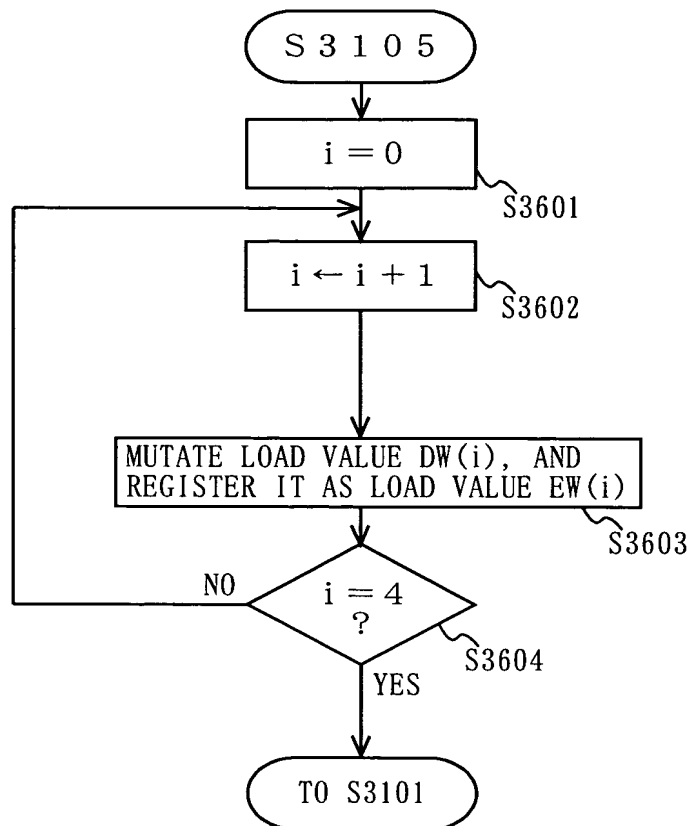 S3105
i = 0
S3601
i ← i + 1
S3602
MUTATE LOAD VALUE DW(i), AND
REGISTER IT AS LOAD VALUE EW(i)
S3603
NO
i = 4
?
S3604
YES
TO S3101